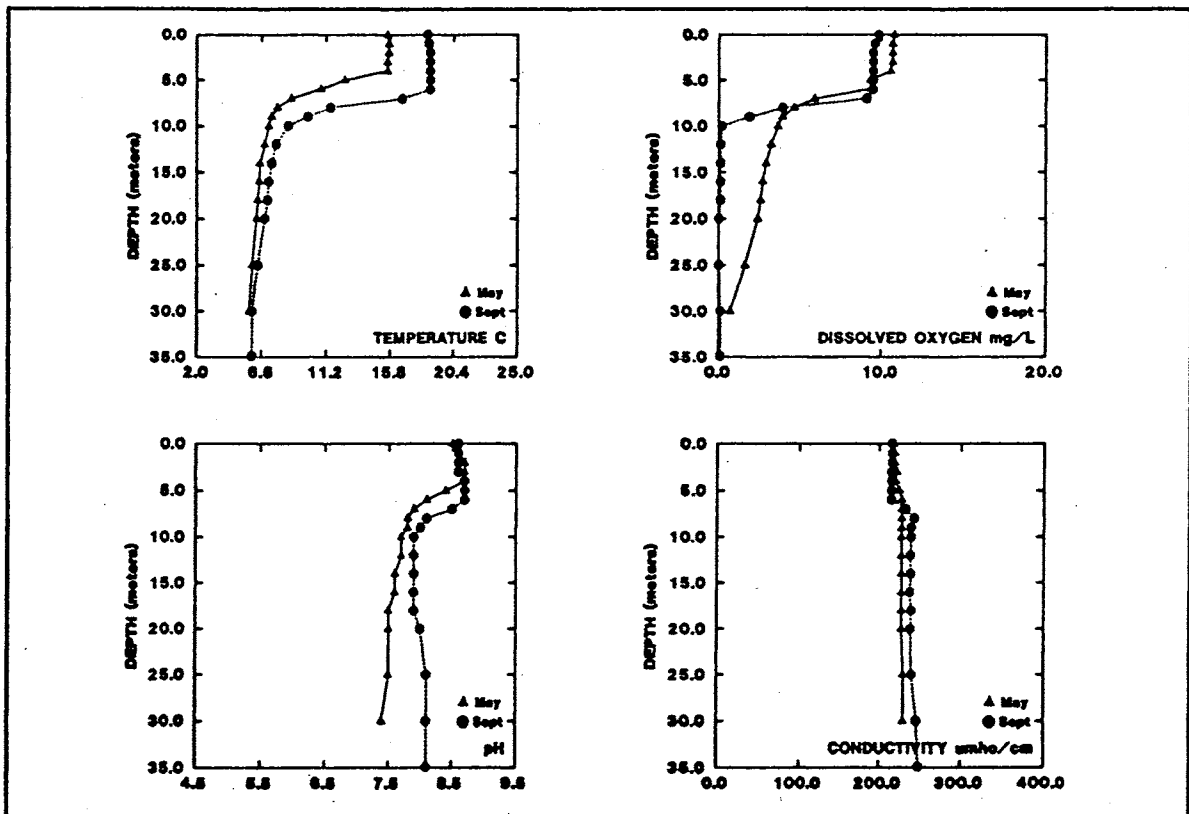 0.0
5.0
10.0
15.0
20.0
25.0
30.0
35.0
DEPTH (meters)
May
Sept
TEMPERATURE C
2.0 6.6 11.2 15.8 20.4 25.0
0.0
5.0
10.0
15.0
20.0
25.0
30.0
35.0
DEPTH (meters)
May
Sept
DISSOLVED OXYGEN mg/L
0.0 10.0 20.0
0.0
5.0
10.0
15.0
20.0
25.0
30.0
35.0
DEPTH (meters)
May
Sept
pH
4.5 5.5 6.5 7.5 8.5 9.5
0.0
5.0
10.0
15.0
20.0
25.0
30.0
35.0
DEPTH (meters)
May
Sept
CONDUCTIVITY umho/cm
0.0 100.0 200.0 300.0 400.0